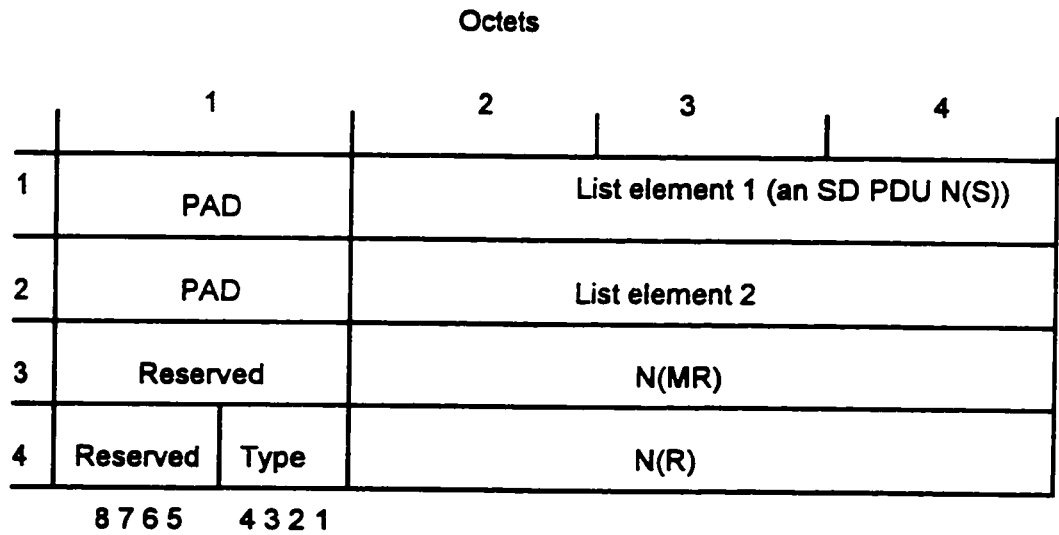 Octets
1 2 3 4
1 PAD List element 1 (an SD PDU N(S))
2 PAD List element 2
3 Reserved N(MR)
4 Reserved Type N(R)
8 7 6 5 4 3 2 1